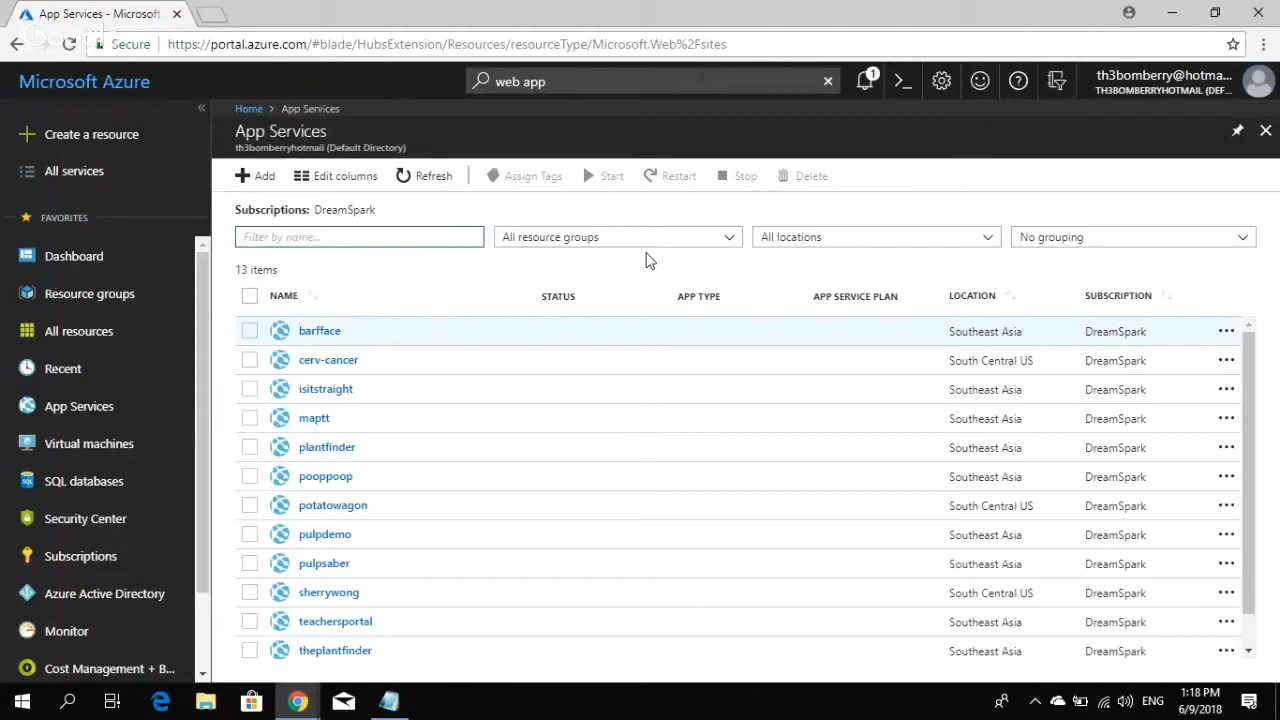 App Services - Microsoft
Secure
https://portal.azure.com/#blade/HubsExtension/Resources/resourceType/Microsoft.Web%2Fsites
Microsoft Azure
web app
1
th3bomberry@hotma...
TH3BOMBERRYHOTMAIL (DEF...
Create a resource
All services
FAVORITES
Dashboard
Resource groups
All resources
Recent
App Services
Virtual machines
SQL databases
Security Center
Subscriptions
Azure Active Directory
Monitor
Cost Management + B...
Home > App Services
App Services
th3bomberryhotmail (Default Directory)
Add Edit columns Refresh Assign Tags Start Restart Stop Delete
Subscriptions: DreamSpark
Filter by name... All resource groups All locations No grouping
13 items
NAME STATUS APP TYPE APP SERVICE PLAN LOCATION SUBSCRIPTION
barfface Southeast Asia DreamSpark
cerv-cancer South Central US DreamSpark
isitstraight Southeast Asia DreamSpark
maptt Southeast Asia DreamSpark
plantfinder Southeast Asia DreamSpark
pooppoop Southeast Asia DreamSpark
potatowagon South Central US DreamSpark
pulpdemo Southeast Asia DreamSpark
pulpsaber Southeast Asia DreamSpark
sherrywong South Central US DreamSpark
teachersportal Southeast Asia DreamSpark
theplantfinder Southeast Asia DreamSpark
ENG
1:18 PM
6/9/2018